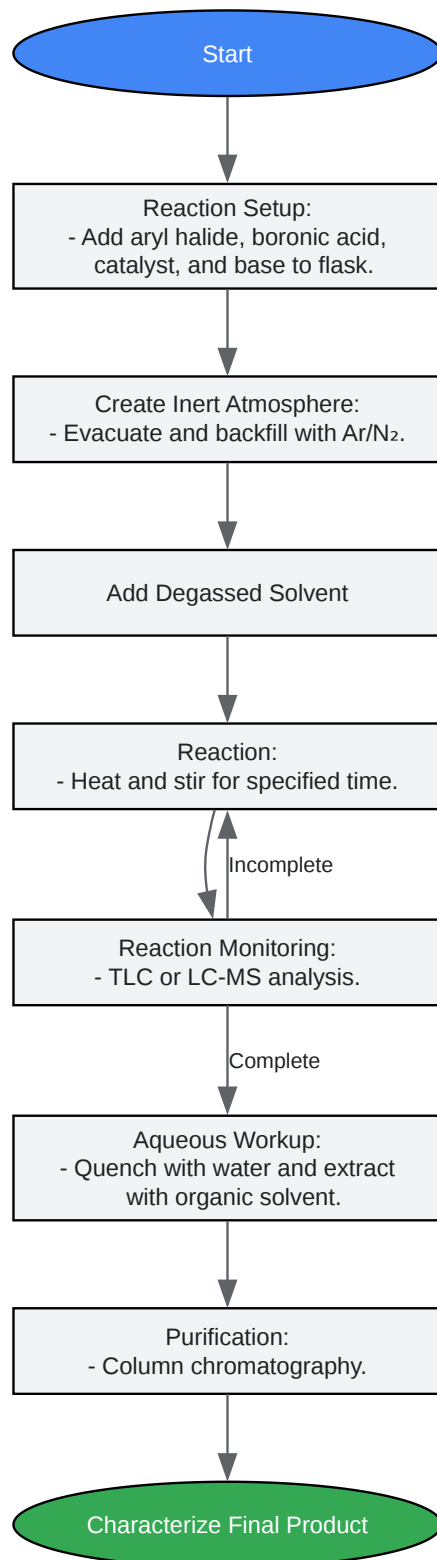 Start
Reaction Setup:
- Add aryl halide, boronic acid,
catalyst, and base to flask.
Create Inert Atmosphere:
- Evacuate and backfill with Ar/N₂.
Add Degassed Solvent
Reaction:
- Heat and stir for specified time.
Incomplete
Reaction Monitoring:
- TLC or LC-MS analysis.
Complete
Aqueous Workup:
- Quench with water and extract
with organic solvent.
Purification:
- Column chromatography.
Characterize Final Product